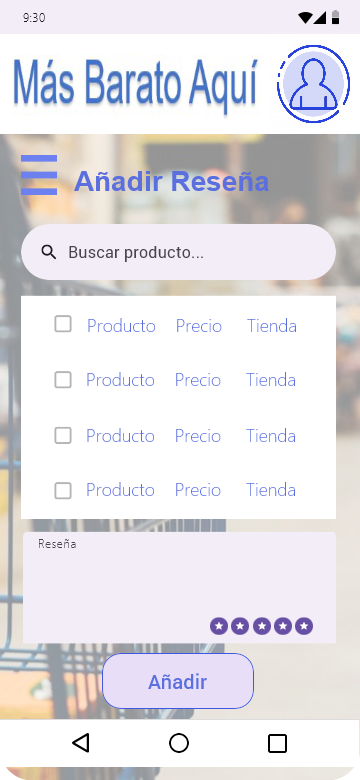 9:30
Más Barato Aquí
Añadir Reseña
Buscar producto...
Producto Precio Tienda
Producto Precio Tienda
Producto Precio Tienda
Producto Precio Tienda
Reseña
Añadir